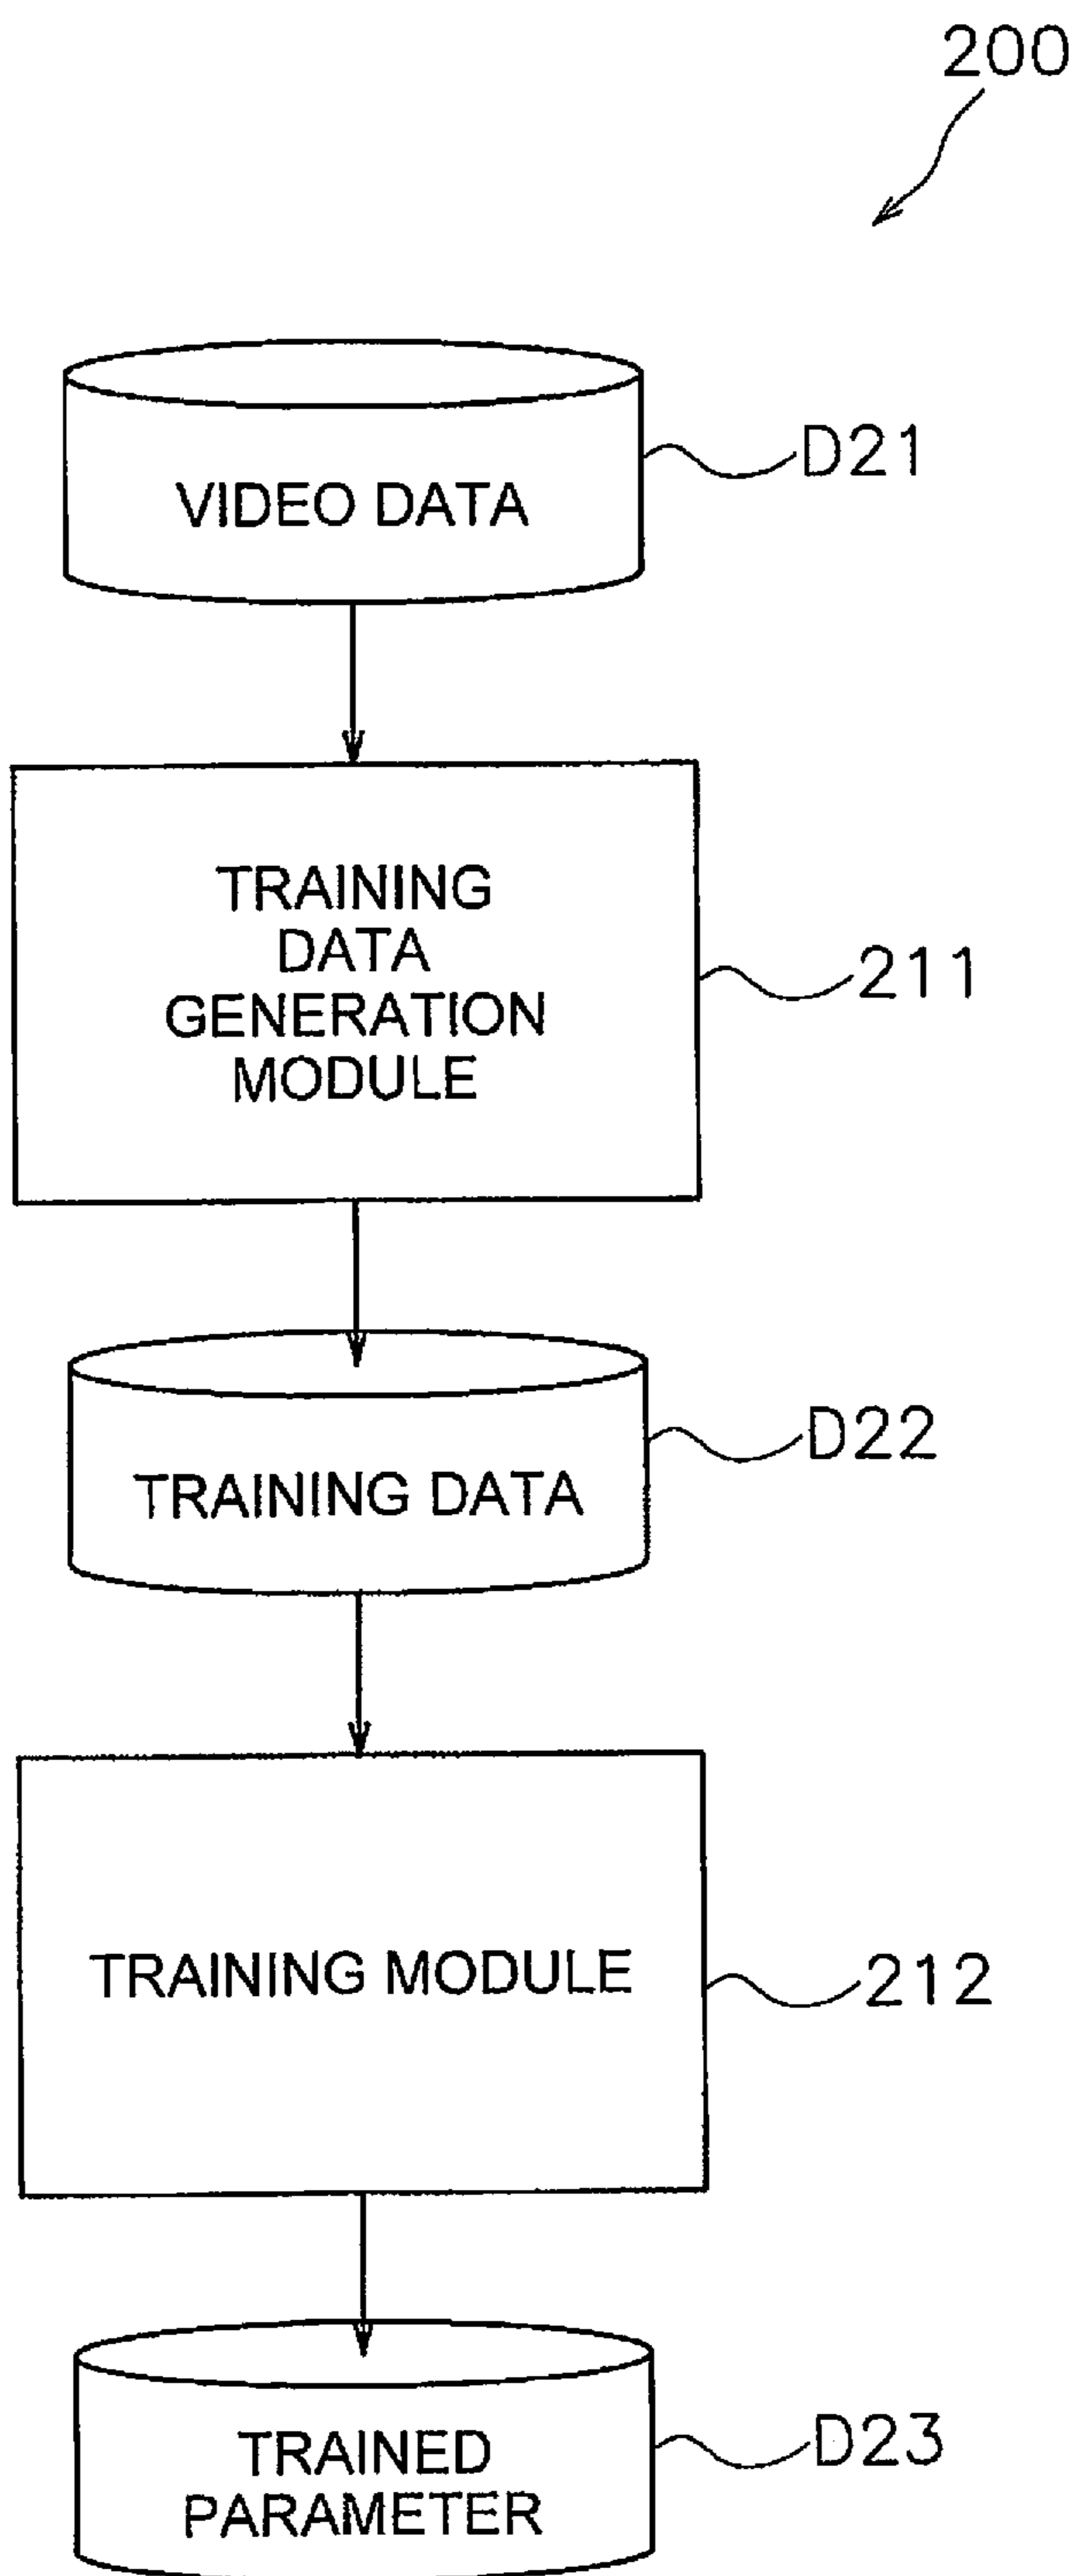 200
VIDEO DATA
D21
TRAINING
DATA
GENERATION
MODULE
211
TRAINING DATA
D22
TRAINING MODULE
212
TRAINED
PARAMETER
D23